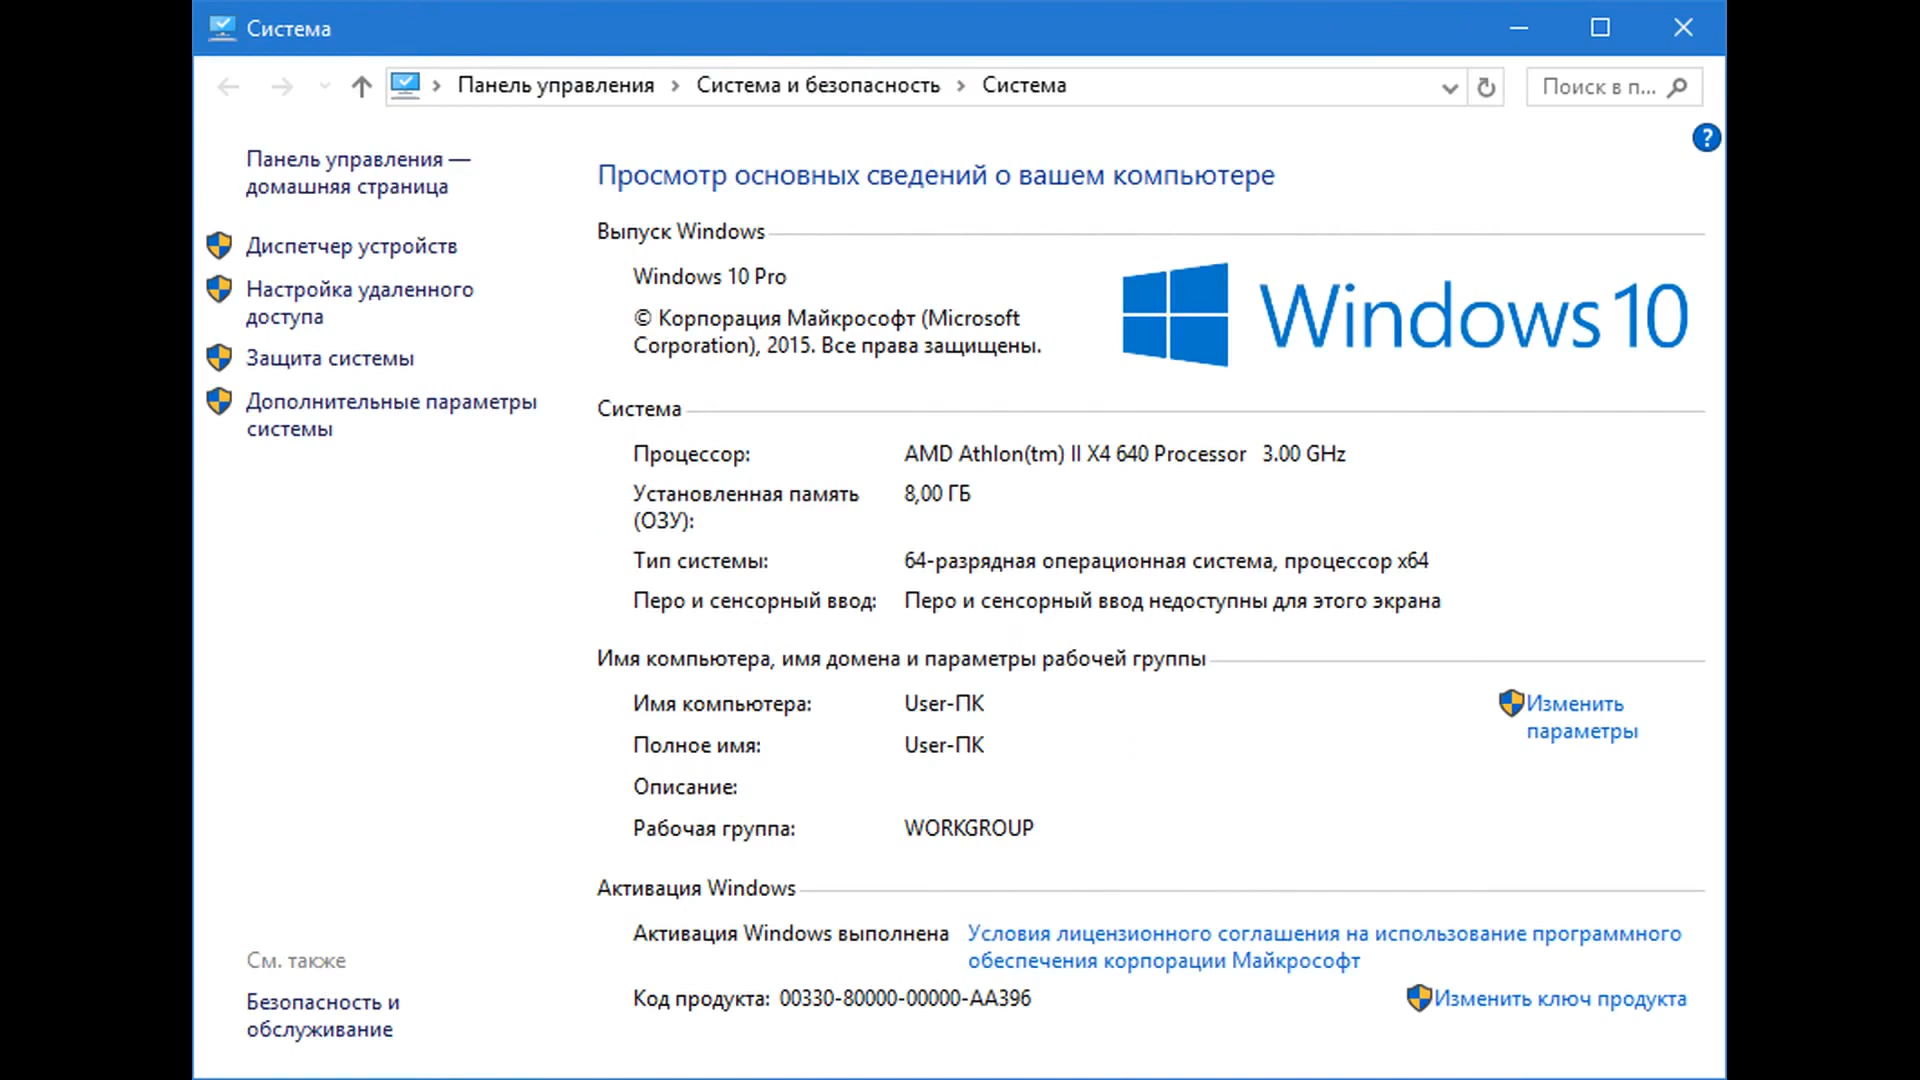 Система
Панель управления › Система и безопасность › Система
Поиск в п...
?
Панель управления —
домашняя страница
Диспетчер устройств
Настройка удаленного
доступа
Защита системы
Дополнительные параметры
системы
См. также
Безопасность и
обслуживание
Просмотр основных сведений о вашем компьютере
Выпуск Windows
Windows 10 Pro
© Корпорация Майкрософт (Microsoft
Corporation), 2015. Все права защищены.
Windows 10
Система
Процессор: AMD Athlon(tm) II X4 640 Processor 3.00 GHz
Установленная память 8,00 ГБ
(ОЗУ):
Тип системы: 64-разрядная операционная система, процессор x64
Перо и сенсорный ввод: Перо и сенсорный ввод недоступны для этого экрана
Имя компьютера, имя домена и параметры рабочей группы
Имя компьютера: User-ПК
Изменить
параметры
Полное имя: User-ПК
Описание:
Рабочая группа: WORKGROUP
Активация Windows
Активация Windows выполнена Условия лицензионного соглашения на использование программного
обеспечения корпорации Майкрософт
Код продукта: 00330-80000-00000-AA396 Изменить ключ продукта